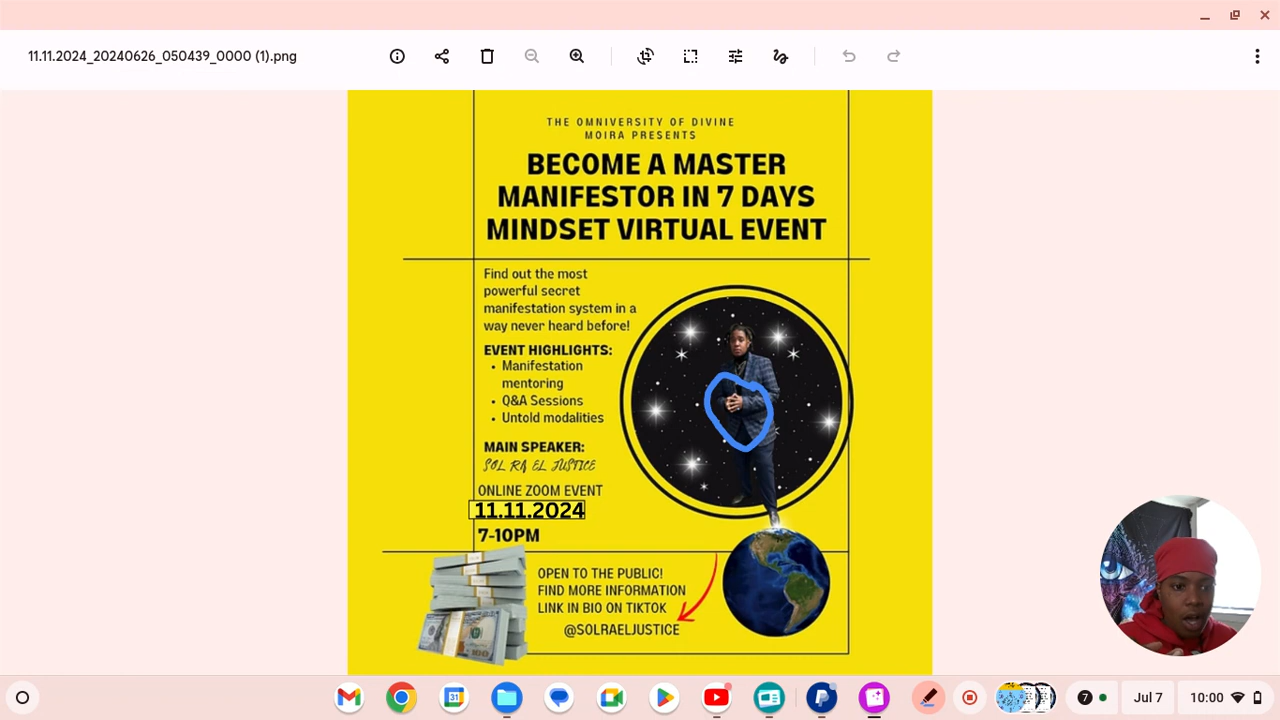 11.11.2024_20240626_050439_0000 (1).png
THE OMNIVERSITY OF DIVINE
MOIRA PRESENTS
BECOME A MASTER
MANIFESTOR IN 7 DAYS
MINDSET VIRTUAL EVENT
Find out the most
powerful secret
manifestation system in a
way never heard before!
EVENT HIGHLIGHTS:
• Manifestation
mentoring
• Q&A Sessions
• Untold modalities
MAIN SPEAKER:
SOL RA EL JUSTICE
ONLINE ZOOM EVENT
11.11.2024
7-10PM
OPEN TO THE PUBLIC!
FIND MORE INFORMATION
LINK IN BIO ON TIKTOK
@SOLRAELJUSTICE
100
31
7
Jul 7
10:00